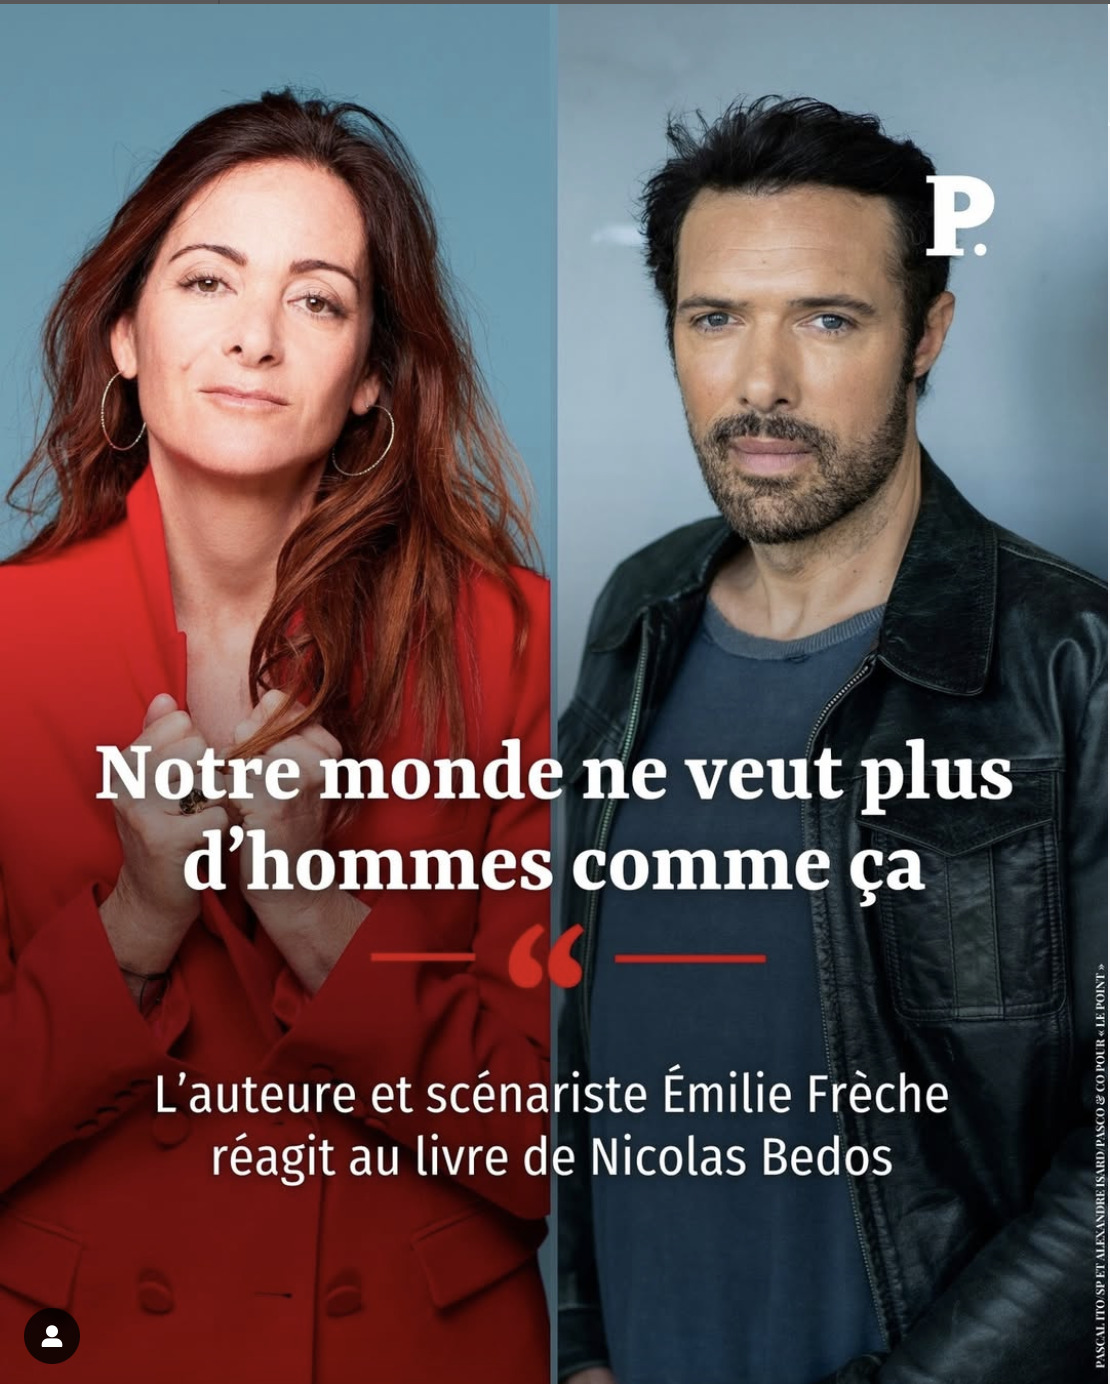 P.
Notre monde ne veut plus
d’hommes comme ça
“
L’auteure et scénariste Émilie Frèche
réagit au livre de Nicolas Bedos
PASCAL ITO/SP ET ALEXANDRE ISARD/PASCO & CO POUR « LE POINT »